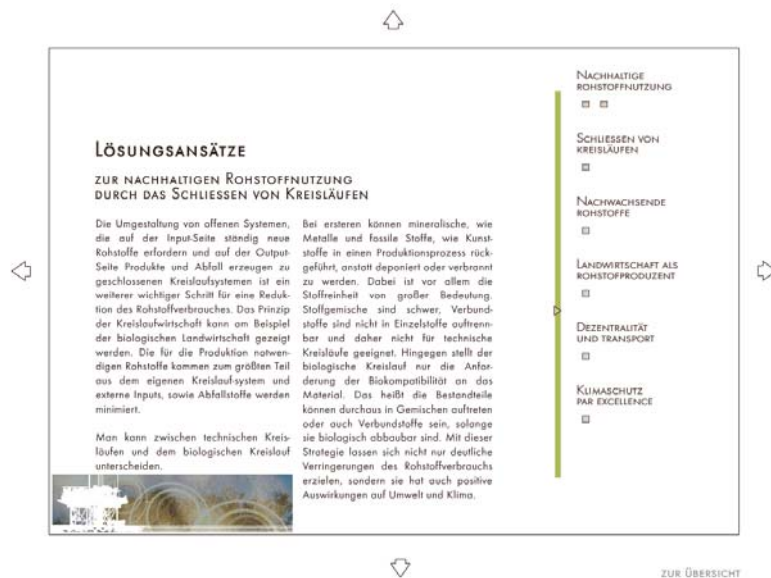 LÖSUNGSANSÄTZE
ZUR NACHHALTIGEN ROHSTOFFNUTZUNG
DURCH DAS SCHLIESSEN VON KREISLÄUFEN
Die Umgestaltung von offenen Systemen,
die auf der Input-Seite ständig neue
Rohstoffe erfordern und auf der Output-
Seite Produkte und Abfall erzeugen zu
geschlossenen Kreislaufsystemen ist ein
weiterer wichtiger Schritt für eine Reduk-
tion des Rohstoffverbrauches. Das Prinzip
der Kreislaufwirtschaft kann am Beispiel
der biologischen Landwirtschaft gezeigt
werden. Die für die Produktion notwen-
digen Rohstoffe kommen zum größten Teil
aus dem eigenen Kreislauf-system und
externe Inputs, sowie Abfallstoffe werden
minimiert.
Man kann zwischen technischen Kreis-
läufen und dem biologischen Kreislauf
unterscheiden.
Bei ersteren können mineralische, wie
Metalle und fossile Stoffe, wie Kunst-
stoffe in einen Produktionsprozess rück-
geführt, anstatt deponiert oder verbrannt
zu werden. Dabei ist vor allem die
Stoffreinheit von großer Bedeutung.
Stoffgemische sind schwer, Verbund-
stoffe sind nicht in Einzelstoffe auftrenn-
bar und daher nicht für technische
Kreisläufe geeignet. Hingegen stellt der
biologische Kreislauf nur die Anfor-
derung der Biokompatibilität an das
Material. Das heißt die Bestandteile
können durchaus in Gemischen auftreten
oder auch Verbundstoffe sein, solange
sie biologisch abbaubar sind. Mit dieser
Strategie lassen sich nicht nur deutliche
Verringerungen des Rohstoffverbrauchs
erzielen, sondern sie hat auch positive
Auswirkungen auf Umwelt und Klima.
NACHHALTIGE
ROHSTOFFNUTZUNG
SCHLIESSEN VON
KREISLÄUFEN
NACHWACHSENDE
ROHSTOFFE
LANDWIRTSCHAFT ALS
ROHSTOFPRODUZENT
DEZENTRALITÄT
UND TRANSPORT
KLIMASCHUTZ
PAR EXCELLENCE
ZUR ÜBERSICHT